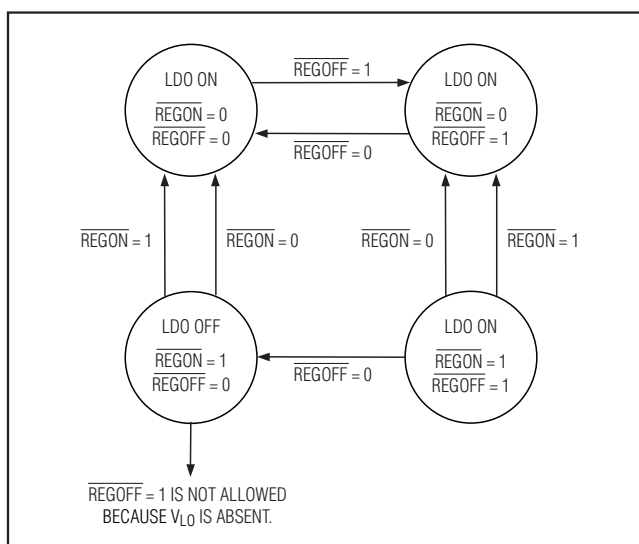 LDO ON
REGON = 0
REGOFF = 0
REGOFF = 1
LDO ON
REGON = 0
REGOFF = 1
REGOFF = 0
REGON = 1
REGON = 0
REGON = 0
REGON = 1
LDO OFF
REGON = 1
REGOFF = 0
REGOFF = 0
LDO ON
REGON = 1
REGOFF = 1
REGOFF = 1 IS NOT ALLOWED
BECAUSE VLO IS ABSENT.